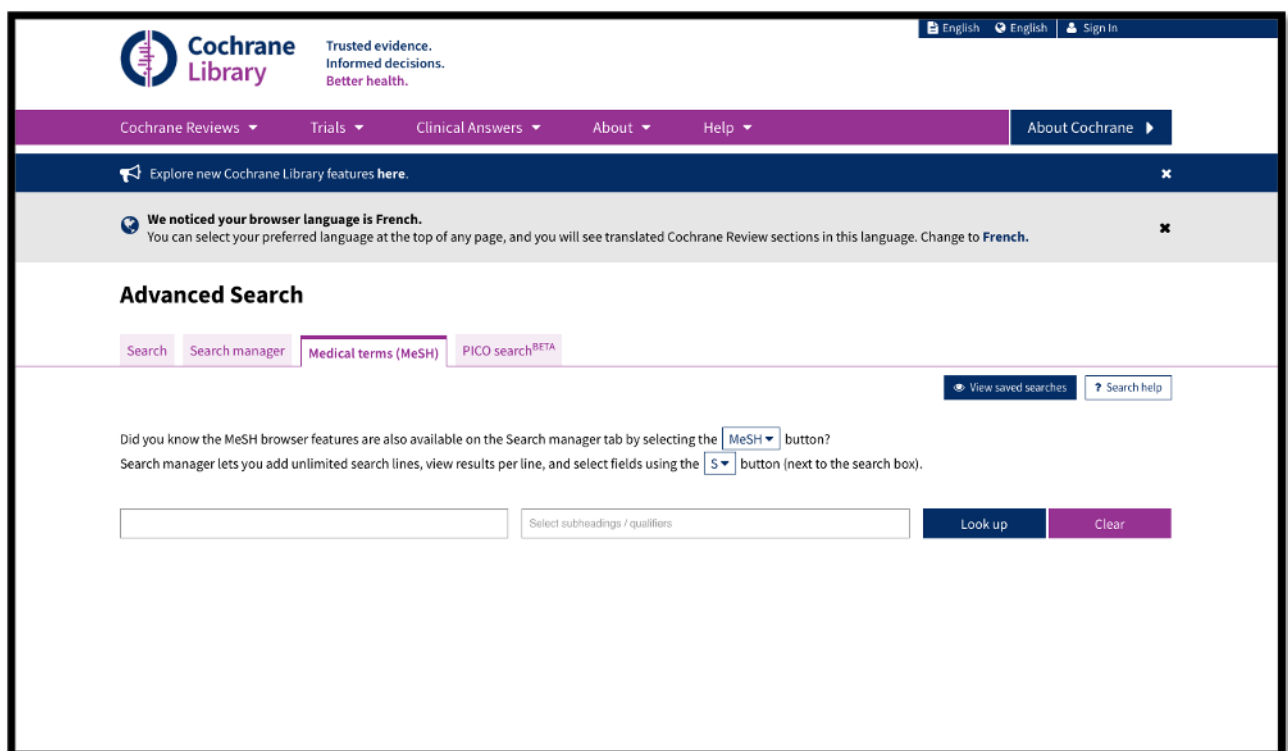 English English Sign In
Cochrane Library
Trusted evidence.
Informed decisions.
Better health.
Cochrane Reviews Trials Clinical Answers About Help About Cochrane
Explore new Cochrane Library features here.
We noticed your browser language is French.
You can select your preferred language at the top of any page, and you will see translated Cochrane Review sections in this language. Change to French.
Advanced Search
Search Search manager Medical terms (MeSH) PICO search BETA
View saved searches ? Search help
Did you know the MeSH browser features are also available on the Search manager tab by selecting the MeSH button?
Search manager lets you add unlimited search lines, view results per line, and select fields using the S button (next to the search box).
Select subheadings / qualifiers Look up Clear